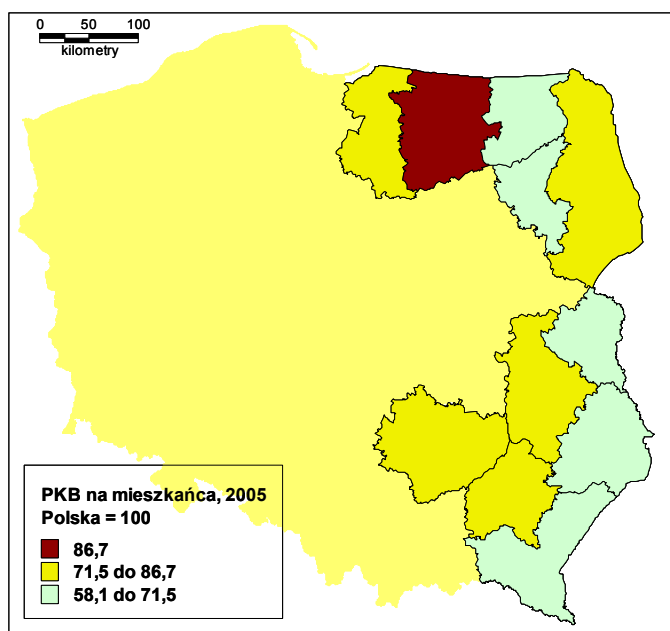 0 50 100
kilometry
PKB na mieszkańca, 2005
Polska = 100
86,7
71,5 do 86,7
58,1 do 71,5